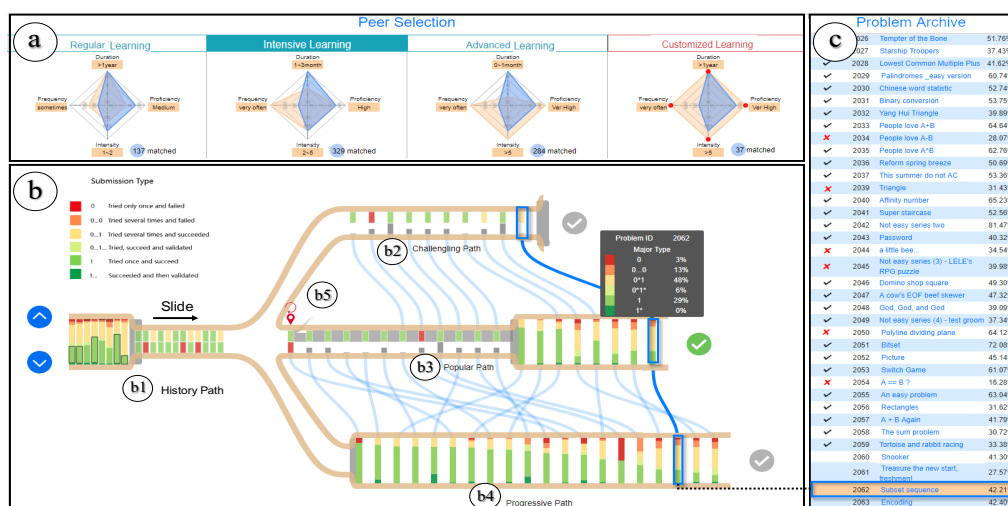 Peer Selection
a
Regular Learning
Duration
>1year
Frequency
sometimes
Proficiency
Medium
Intensity
1~2
137 matched
Intensive Learning
Duration
1~3month
Frequency
very often
Proficiency
High
Intensity
2~5
329 matched
Advanced Learning
Duration
0~1month
Frequency
very often
Proficiency
Ver High
Intensity
>5
284 matched
Customized Learning
Duration
>1year
Frequency
very often
Proficiency
Ver High
Intensity
>5
37 matched
b
Submission Type
0 Tried only once and failed
0...0 Tried several times and failed
0...1 Tried several times and succeeded
0...1... Tried, succeed and validated
1 Tried once and succeed
1... Succeeded and then validated
Slide
b1
History Path
b2
Challengling Path
b5
b3
Popular Path
b4
Progressive Path
Problem ID 2062
Major Type
0 3%
0...0 13%
0*1 48%
0*1* 6%
1 29%
1* 0%
Problem Archive
c
2026 Tempter of the Bone 51.76%
2027 Starship Troopers 37.43%
2028 Lowest Common Multiple Plus 41.62%
2029 Palindromes _easy version 60.74%
2030 Chinese word statistic 52.74%
2031 Binary conversion 53.75%
2032 Yang Hui Triangle 39.89%
2033 People love A+B 64.64%
2034 People love A-B 28.07%
2035 People love A^B 62.76%
2036 Reform spring breeze 50.69%
2037 This summer do not AC 53.36%
2039 Triangle 31.43%
2040 Affinity number 65.23%
2041 Super staircase 52.56%
2042 Not easy series two 81.47%
2043 Password 40.32%
2044 a little bee... 34.54%
2045 Not easy series (3) - LELE's
RPG puzzle 39.98%
2046 Domino shop square 49.30%
2047 A cow's EOF beef skewer 47.32%
2048 God, God, and God 39.09%
2049 Not easy series (4) - test groom 37.34%
2050 Polyline dividing plane 64.12%
2051 Bitset 72.08%
2052 Picture 45.14%
2053 Switch Game 61.07%
2054 A == B ? 16.28%
2055 An easy problem 63.04%
2056 Rectangles 31.62%
2057 A + B Again 41.79%
2058 The sum problem 30.72%
2059 Tortoise and rabbit racing 33.38%
2060 Snooker 41.30%
2061 Treasure the new start,
freshmen! 27.57%
2062 Subset sequence 42.21%
2063 Encoding 42.40%